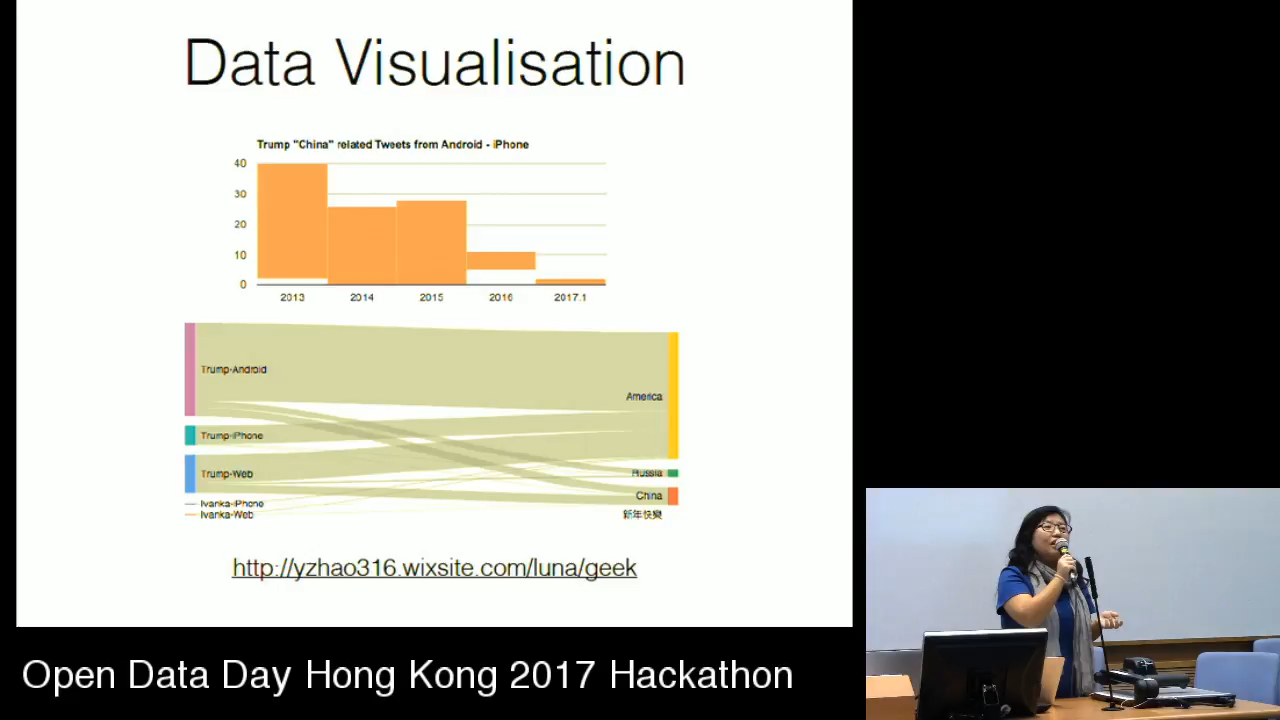 Data Visualisation
Trump "China" related Tweets from Android - iPhone
40
30
20
10
0
2013 2014 2015 2016 2017.1
Trump-Android
America
Trump-iPhone
Trump-Web
Russia
China
Ivanka-iPhone
Ivanka-Web
新年快樂
http://yzhao316.wixsite.com/luna/geek
Open Data Day Hong Kong 2017 Hackathon